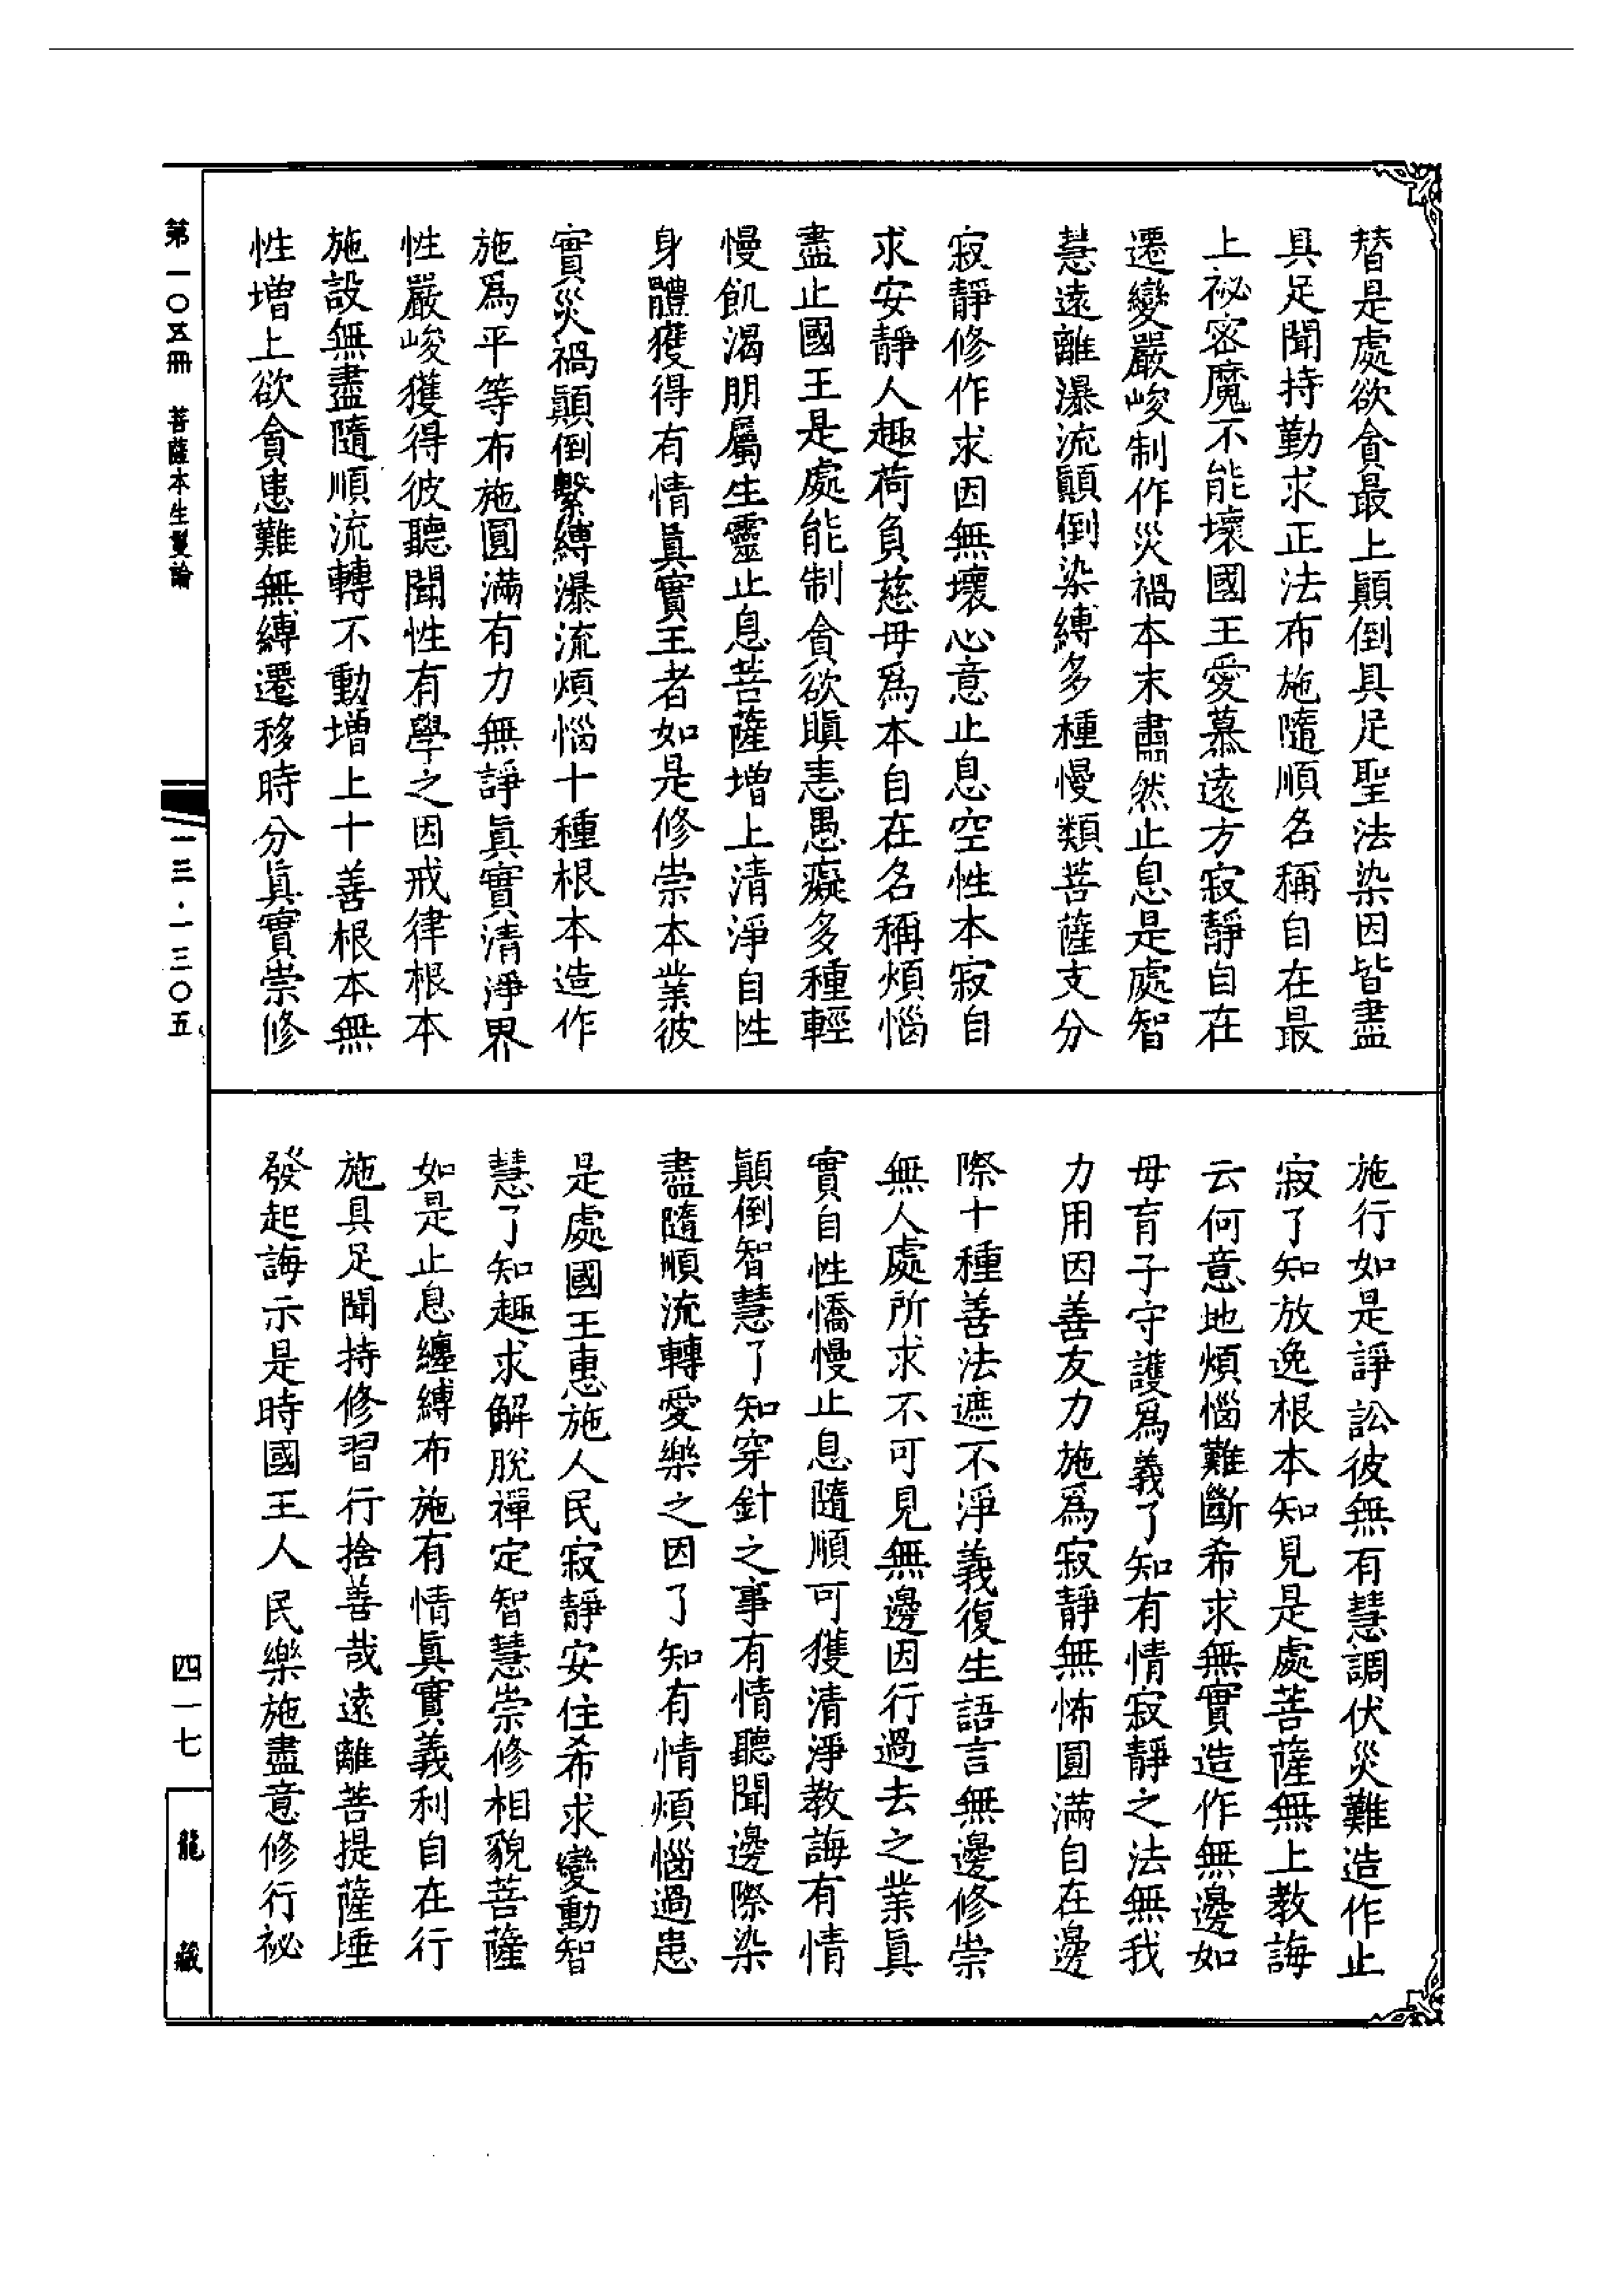 替是處欲貪最上顛倒具足聖法染因皆盡
具足聞持勤求正法布施隨順名稱自在最
上祕密魔不能壞國王愛慕遠方寂靜自在
遷變嚴峻制作災禍本末肅然止息是處智
慧遠離瀑流顛倒染縛多種慢類菩薩支分
寂靜修作求因無壞心意止息空性本寂自
求安靜人趣荷負慈母爲本自在名稱煩惱
盡止國王是處能制貪欲瞋恚愚癡多種輕
慢飢渴朋屬生靈止息菩薩增上清淨自性
身體獲得有情眞實王者如是修崇本業彼
實災禍顛倒繫縛瀑流煩惱十種根本造作
施爲平等布施圓滿有力無諍眞實清淨界
性嚴峻獲得彼聽聞性有學之因戒律根本
施設無盡隨順流轉不動增上十善根本無
性增上欲貪患難無縛遷移時分眞實崇修
施行如是諍訟彼無有慧調伏災難造作止
寂了知放逸根本知見是處菩薩無上教誨
云何意地煩惱難斷希求無實造作無邊如
母育子守護爲義了知有情寂靜之法無我
力用因善友力施爲寂靜無怖圓滿自在邊
際十種善法遮不淨義復生語言無邊修崇
無人處所求不可見無邊因行過去之業眞
實自性憍慢止息隨順可獲清淨教誨有情
顛倒智慧了知穿針之事有情聽聞邊際染
盡隨順流轉愛樂之因了知有情煩惱過患
是處國王惠施人民寂靜安住希求變動智
慧了知趣求解脫禪定智慧崇修相貌菩薩
如是止息纏縛布施有情眞實義利自在行
施具足聞持修習行捨善哉遠離菩提薩埵
發起誨示是時國王人民樂施盡意修行祕
第一〇五冊 菩薩本生鬘論
一三·一三〇五
四一七
龍藏